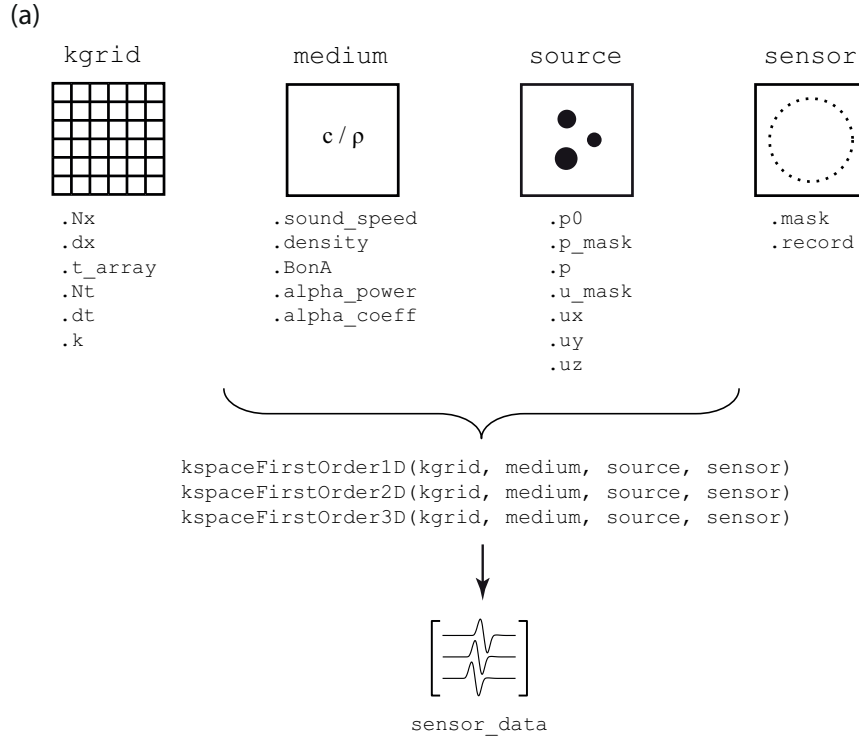 (a)
kgrid medium source sensor
c / ρ
.Nx .sound_speed .p0 .mask
.dx .density .p_mask .record
.t_array .BonA .p
.Nt .alpha_power .u_mask
.dt .alpha_coeff .ux
.k .uy
.uz
kspaceFirstOrder1D(kgrid, medium, source, sensor)
kspaceFirstOrder2D(kgrid, medium, source, sensor)
kspaceFirstOrder3D(kgrid, medium, source, sensor)
sensor_data